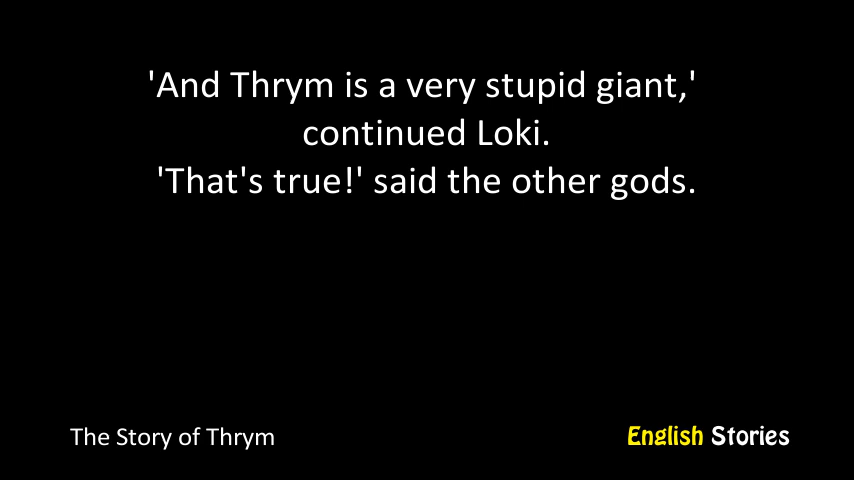 'And Thrym is a very stupid giant,'
continued Loki.
'That's true!' said the other gods.
The Story of Thrym
English Stories